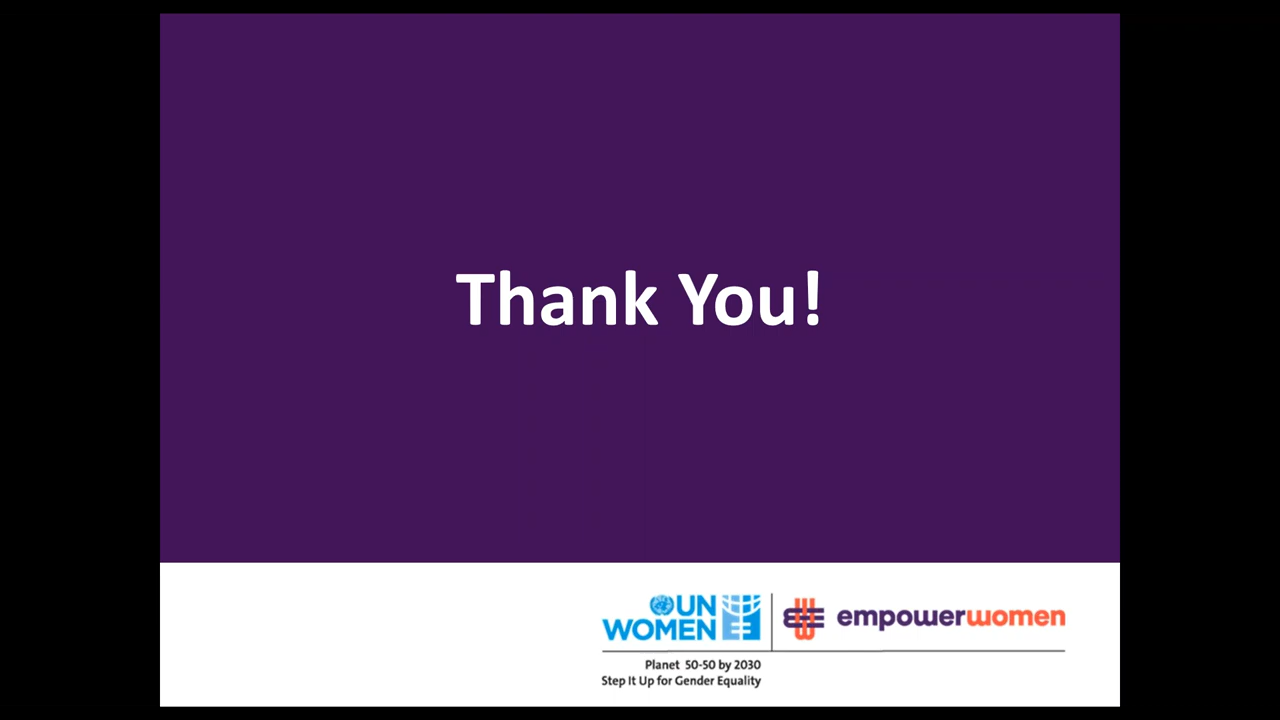 Thank You!
UN
WOMEN
empowerwomen
Planet 50-50 by 2030
Step It Up for Gender Equality